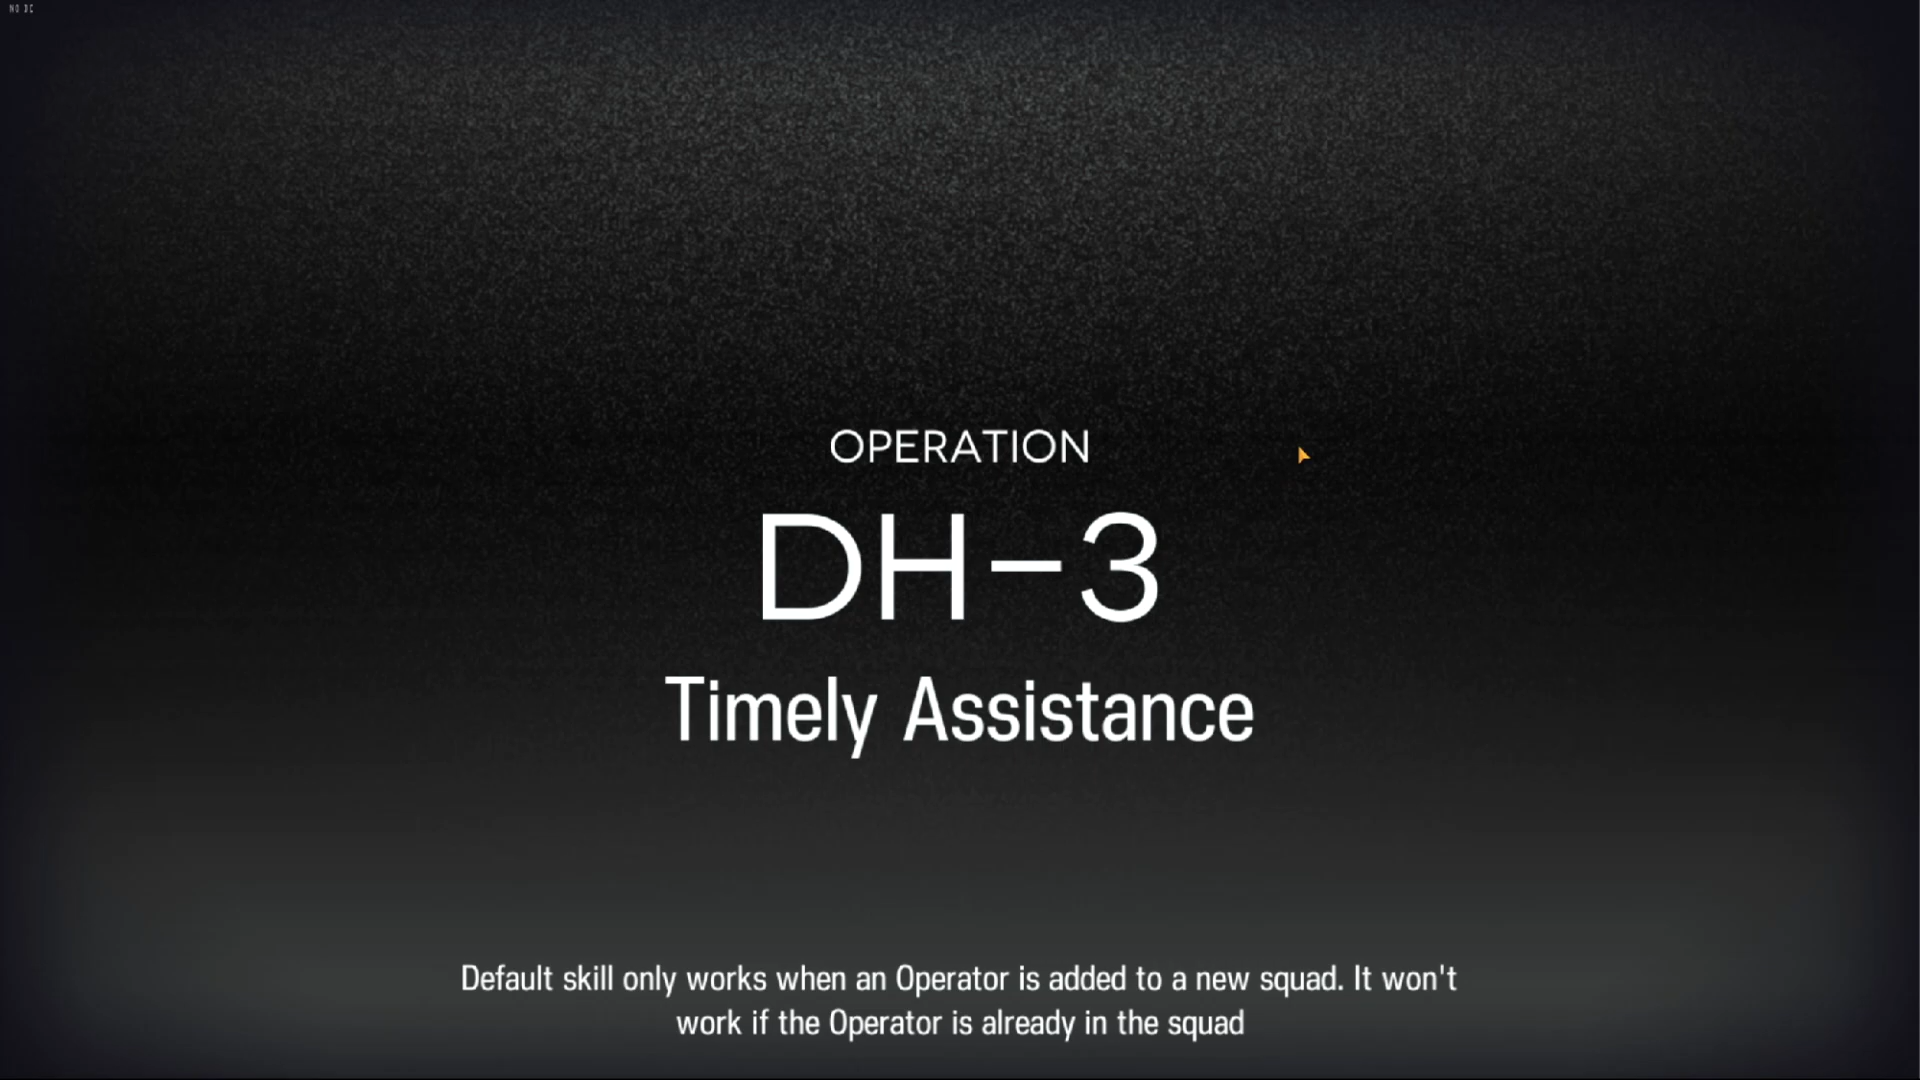 OPERATION
DH-3
Timely Assistance
Default skill only works when an Operator is added to a new squad. It won't
work if the Operator is already in the squad